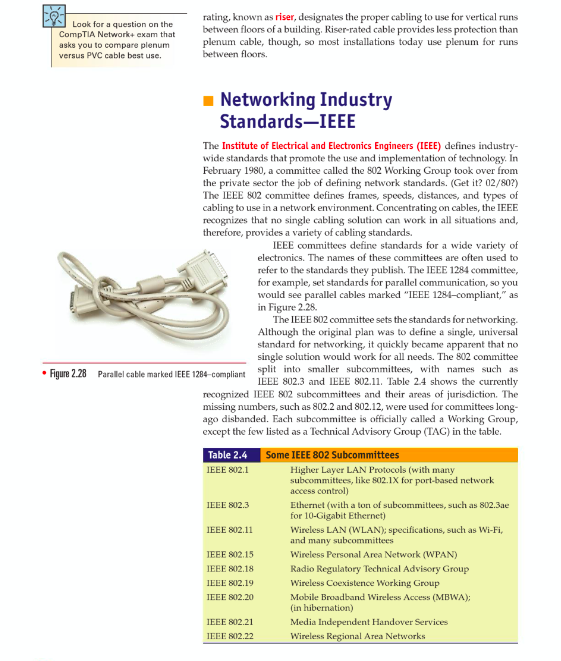 Look for a question on the
CompTIA Network+ exam that
asks you to compare plenum
versus PVC cable best use.
rating, known as riser, designates the proper cabling to use for vertical runs
between floors of a building. Riser-rated cable provides less protection than
plenum cable, though, so most installations today use plenum for runs
between floors.
Networking Industry
Standards—IEEE
The Institute of Electrical and Electronics Engineers (IEEE) defines industry-
wide standards that promote the use and implementation of technology. In
February 1980, a committee called the 802 Working Group took over from
the private sector the job of defining network standards. (Get it? 02/80?)
The IEEE 802 committee defines frames, speeds, distances, and types of
cabling to use in a network environment. Concentrating on cables, the IEEE
recognizes that no single cabling solution can work in all situations and,
therefore, provides a variety of cabling standards.
IEEE committees define standards for a wide variety of
electronics. The names of these committees are often used to
refer to the standards they publish. The IEEE 1284 committee,
for example, set standards for parallel communication, so you
would see parallel cables marked “IEEE 1284–compliant,” as
in Figure 2.28.
The IEEE 802 committee sets the standards for networking.
Although the original plan was to define a single, universal
standard for networking, it quickly became apparent that no
single solution would work for all needs. The 802 committee
split into smaller subcommittees, with names such as
IEEE 802.3 and IEEE 802.11. Table 2.4 shows the currently
recognized IEEE 802 subcommittees and their areas of jurisdiction. The
missing numbers, such as 802.2 and 802.12, were used for committees long-
ago disbanded. Each subcommittee is officially called a Working Group,
except the few listed as a Technical Advisory Group (TAG) in the table.
• Figure 2.28 Parallel cable marked IEEE 1284–compliant
Table 2.4 Some IEEE 802 Subcommittees
IEEE 802.1 Higher Layer LAN Protocols (with many
subcommittees, like 802.1X for port-based network
access control)
IEEE 802.3 Ethernet (with a ton of subcommittees, such as 802.3ae
for 10-Gigabit Ethernet)
IEEE 802.11 Wireless LAN (WLAN); specifications, such as Wi-Fi,
and many subcommittees
IEEE 802.15 Wireless Personal Area Network (WPAN)
IEEE 802.18 Radio Regulatory Technical Advisory Group
IEEE 802.19 Wireless Coexistence Working Group
IEEE 802.20 Mobile Broadband Wireless Access (MBWA);
(in hibernation)
IEEE 802.21 Media Independent Handover Services
IEEE 802.22 Wireless Regional Area Networks